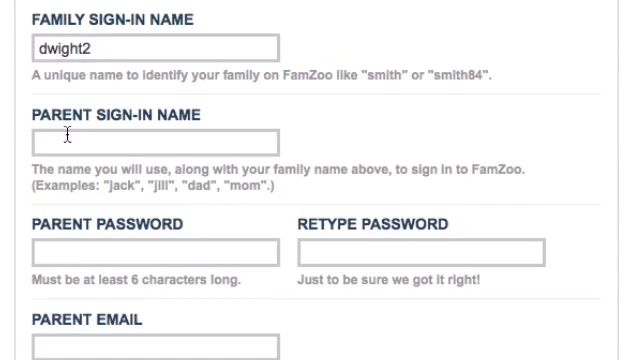 FAMILY SIGN-IN NAME
dwight2
A unique name to identify your family on FamZoo like "smith" or "smith84".
PARENT SIGN-IN NAME
The name you will use, along with your family name above, to sign in to FamZoo.
(Examples: "jack", "jill", "dad", "mom".)
PARENT PASSWORD
RETYPE PASSWORD
Must be at least 6 characters long.
Just to be sure we got it right!
PARENT EMAIL